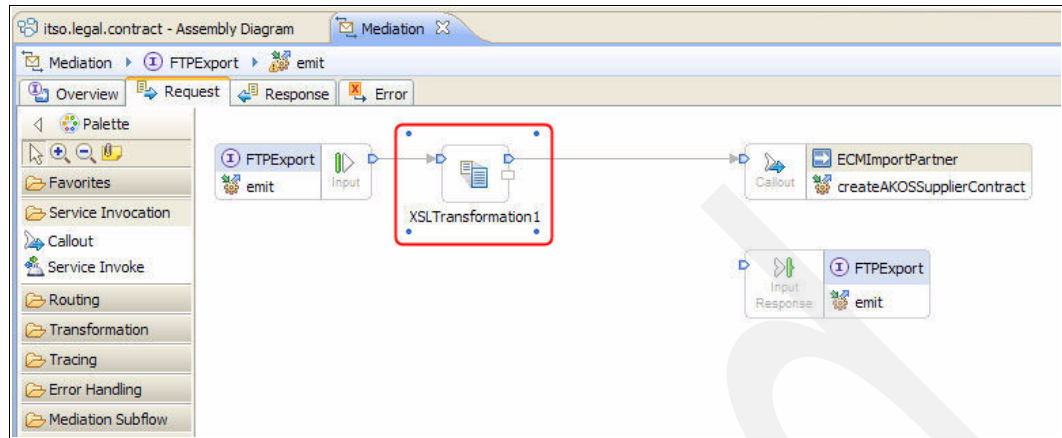 itso.legal.contract - Assembly Diagram Mediation
Mediation FTPExport emit
Overview Request Response Error
Palette
Favorites
Service Invocation
Callout
Service Invoke
Routing
Transformation
Tracing
Error Handling
Mediation Subflow
FTPExport
emit
Input
XSLTransformation1
Callout
ECMImportPartner
createAKOSSupplierContract
Input
Response
FTPExport
emit